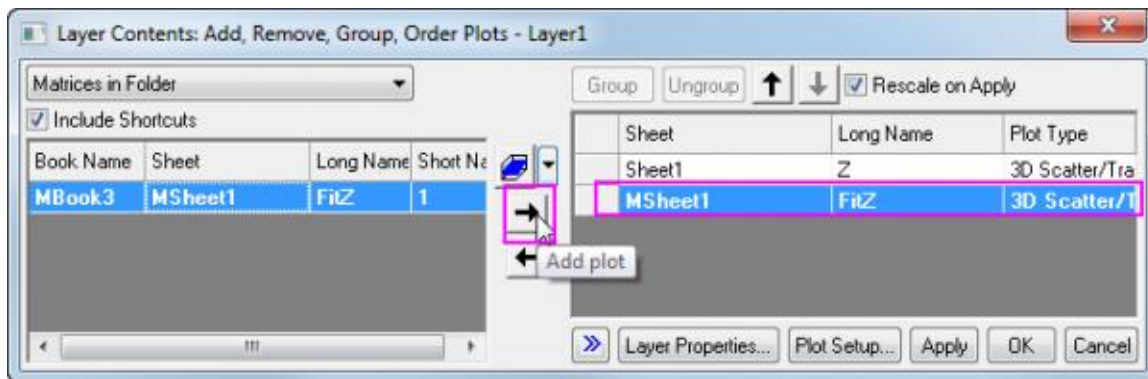 Layer Contents: Add, Remove, Group, Order Plots - Layer1
Matrices in Folder
Group Ungroup Rescale on Apply
Include Shortcuts
Book Name Sheet Long Name Short Na
Sheet Long Name Plot Type
Sheet1 Z 3D Scatter/Tra
MBook3 MSheet1 FitZ 1
MSheet1 FitZ 3D Scatter/T
Add plot
Layer Properties... Plot Setup... Apply OK Cancel